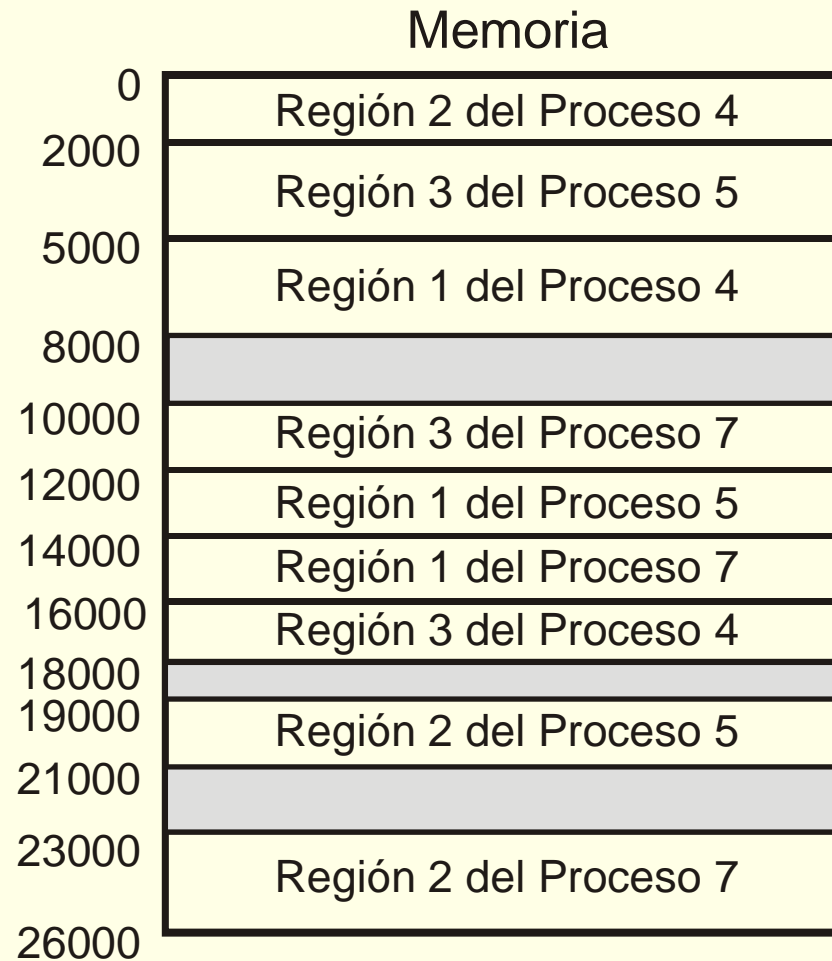 Memoria
0
Región 2 del Proceso 4
2000
Región 3 del Proceso 5
5000
Región 1 del Proceso 4
8000
10000
Región 3 del Proceso 7
12000
Región 1 del Proceso 5
14000
Región 1 del Proceso 7
16000
Región 3 del Proceso 4
18000
19000
Región 2 del Proceso 5
21000
23000
Región 2 del Proceso 7
26000